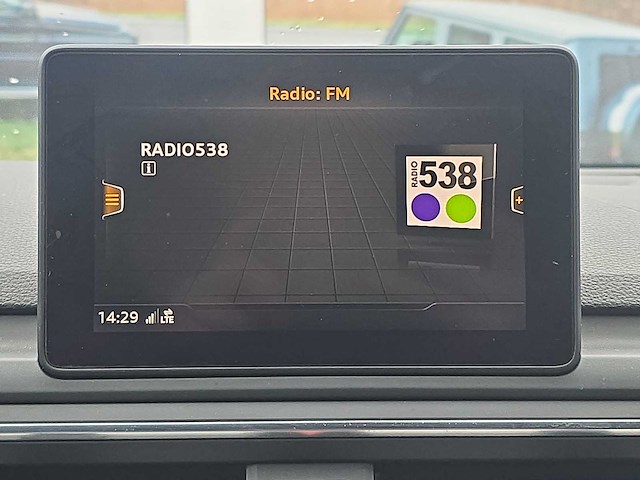 Radio: FM
RADIO538
i
RADIO 538
+
14:29 LTE